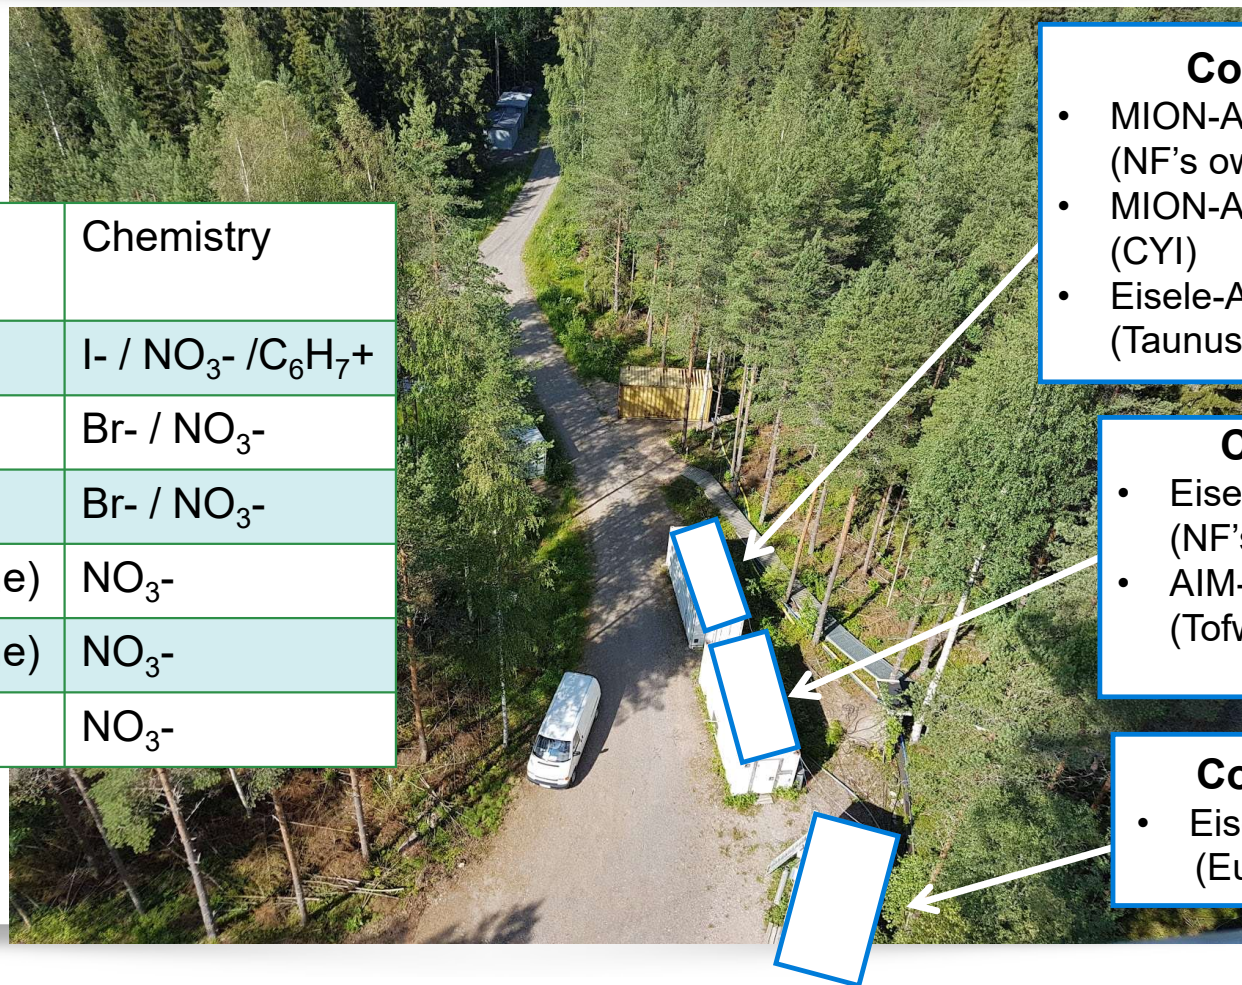 Chemistry
I- / NO₃- /C₆H₇+
Br- / NO₃-
Br- / NO₃-
e) NO₃-
e) NO₃-
NO₃-
Co
• MION-A
(NF's ow
• MION-A
(CYI)
• Eisele-A
(Taunus
C
• Eise
(NF's
• AIM-
(Tofw
Co
• Eis
(Eu